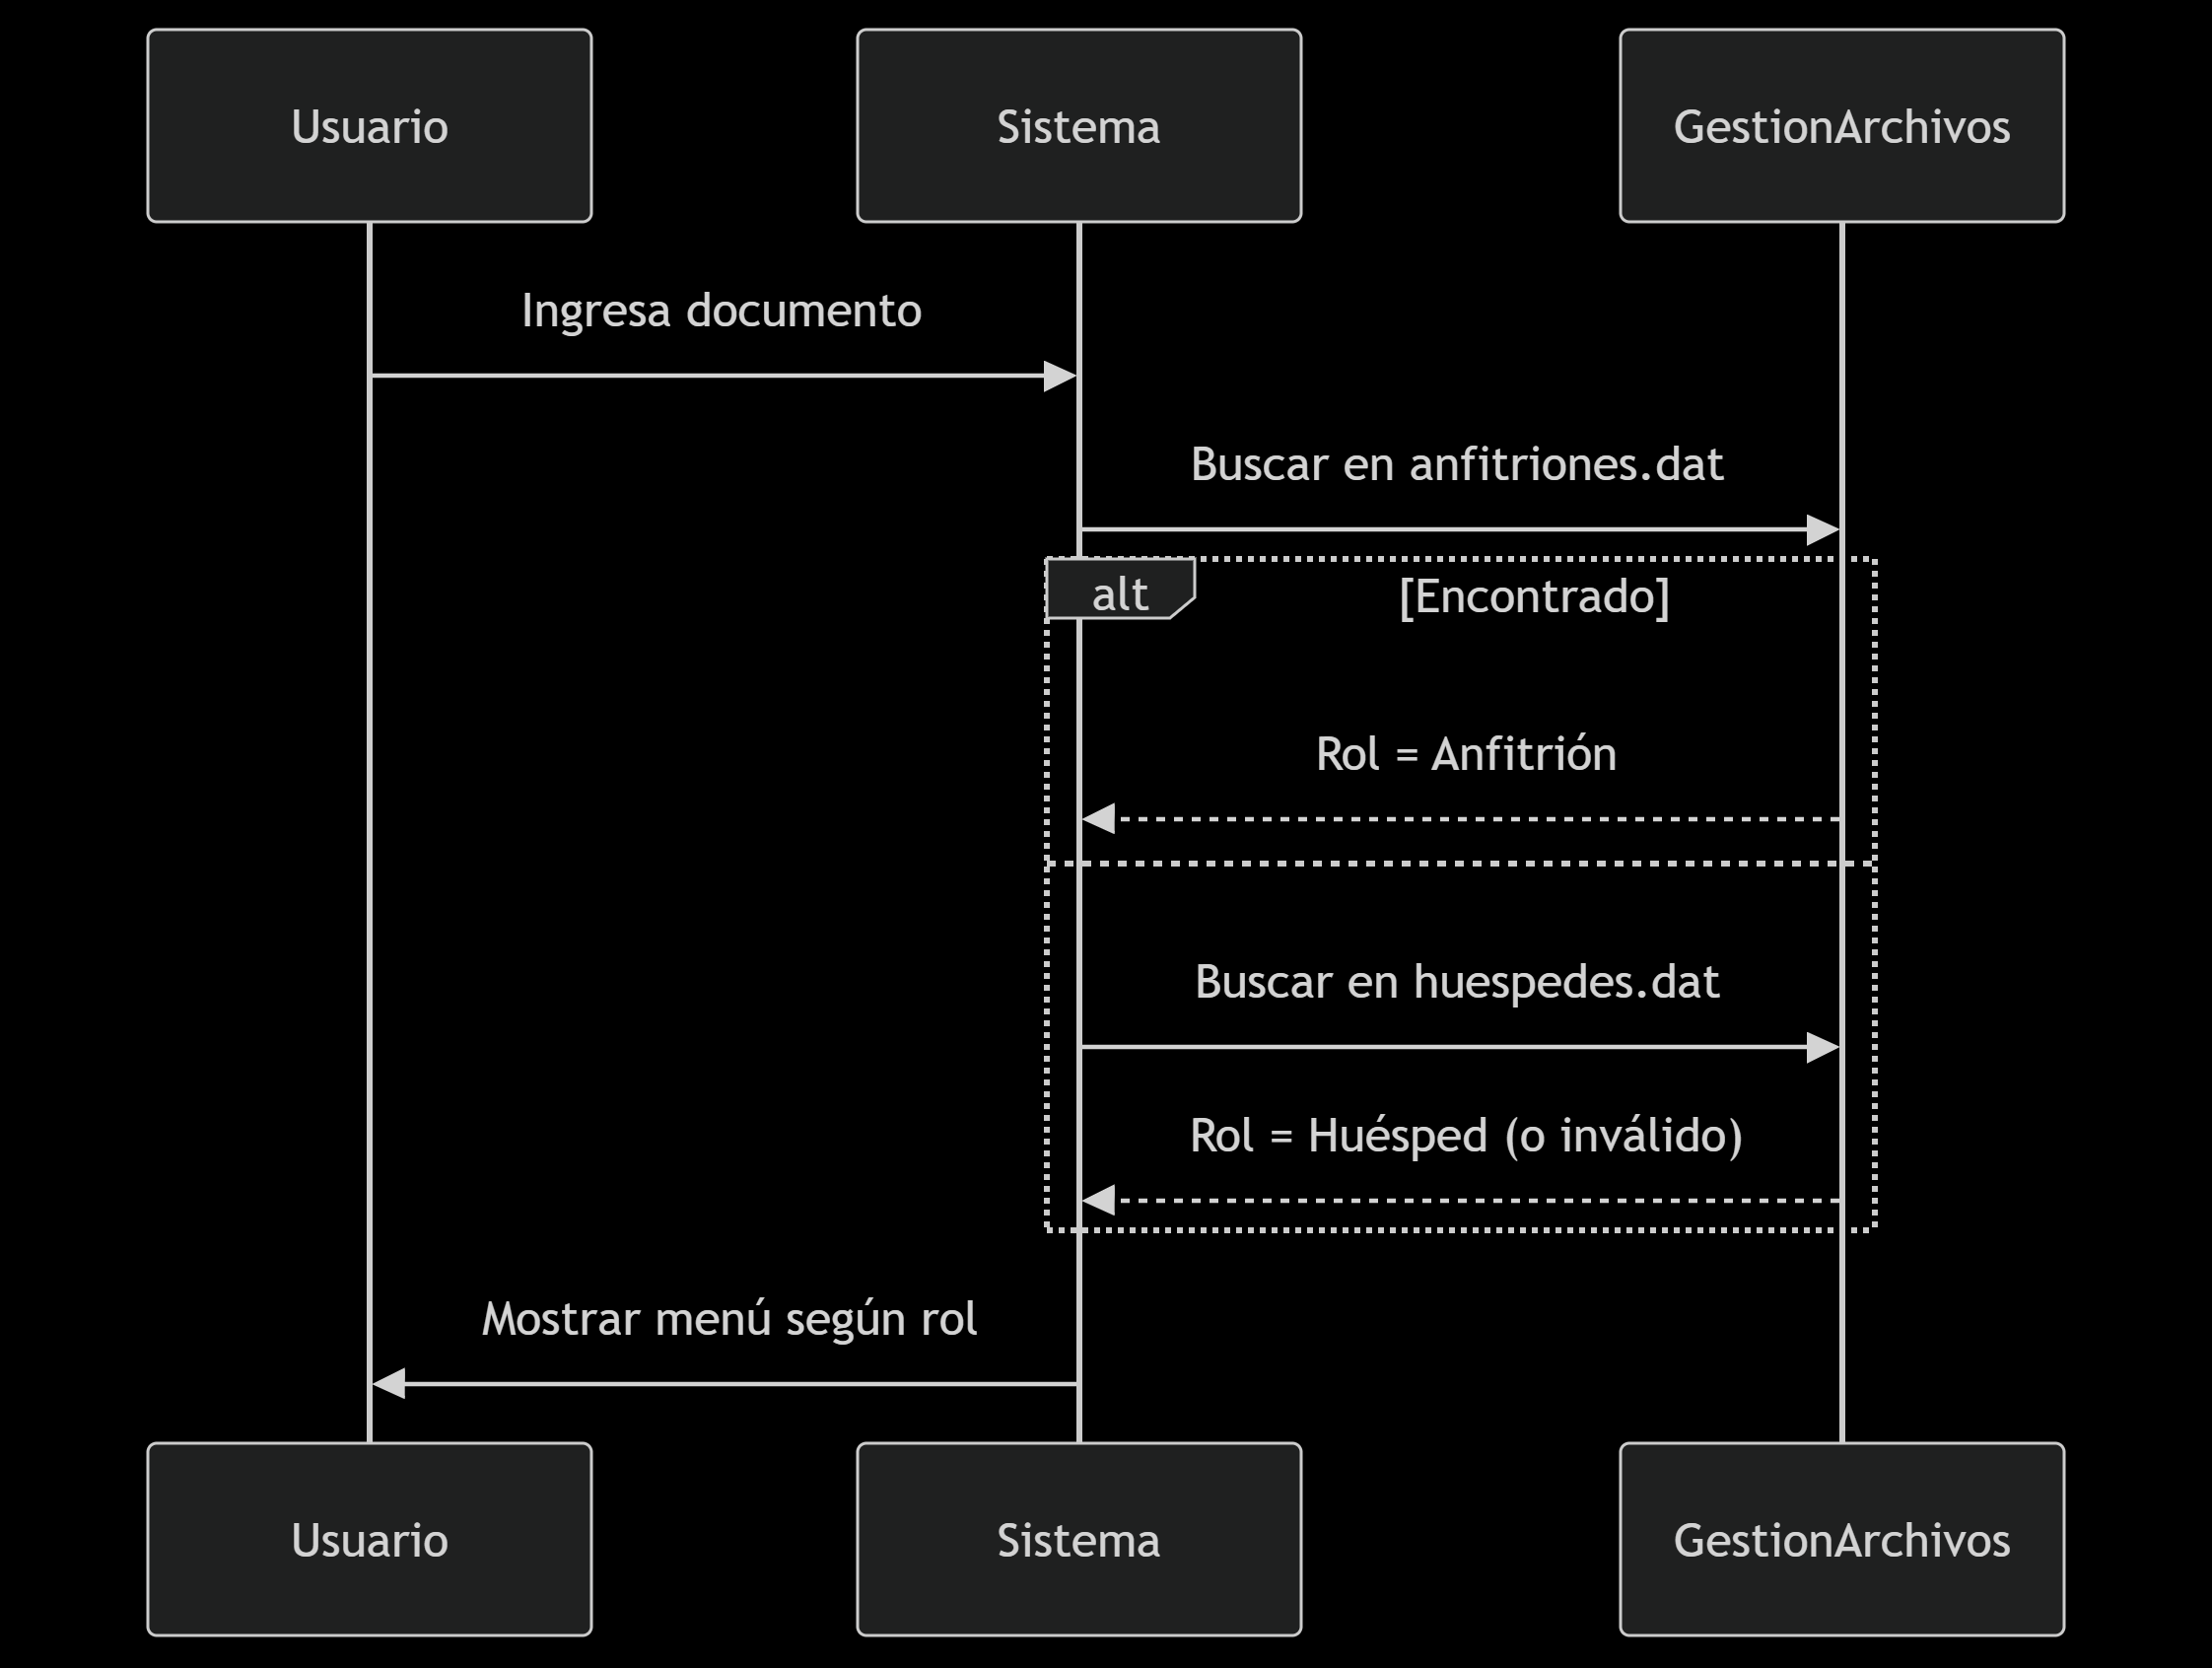 Usuario
Sistema
GestionArchivos
Ingresa documento
Buscar en anfitriones.dat
alt
[Encontrado]
Rol = Anfitrión
Buscar en huespedes.dat
Rol = Huésped (o inválido)
Mostrar menú según rol
Usuario
Sistema
GestionArchivos